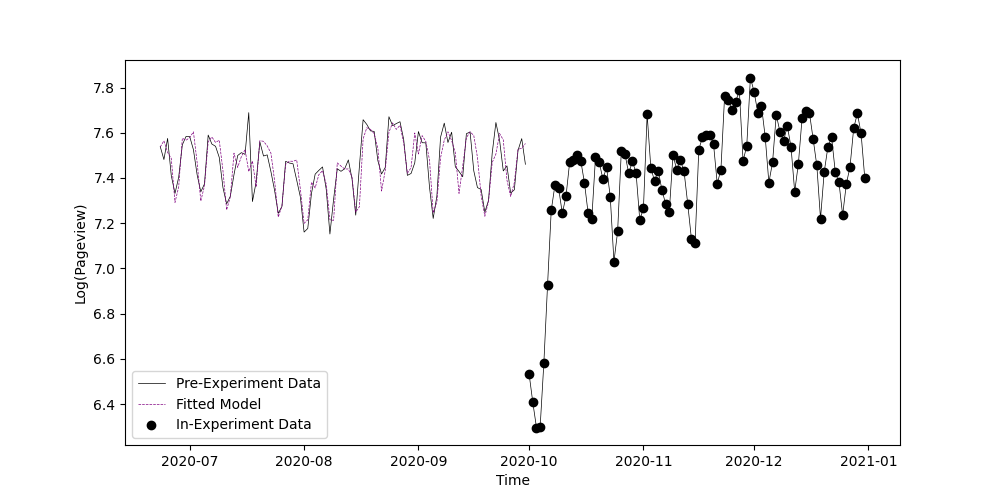 7.8
7.6
7.4
7.2
7.0
6.8
6.6
6.4
Log(Pageview)
Pre-Experiment Data
Fitted Model
In-Experiment Data
2020-07 2020-08 2020-09 2020-10 2020-11 2020-12 2021-01
Time